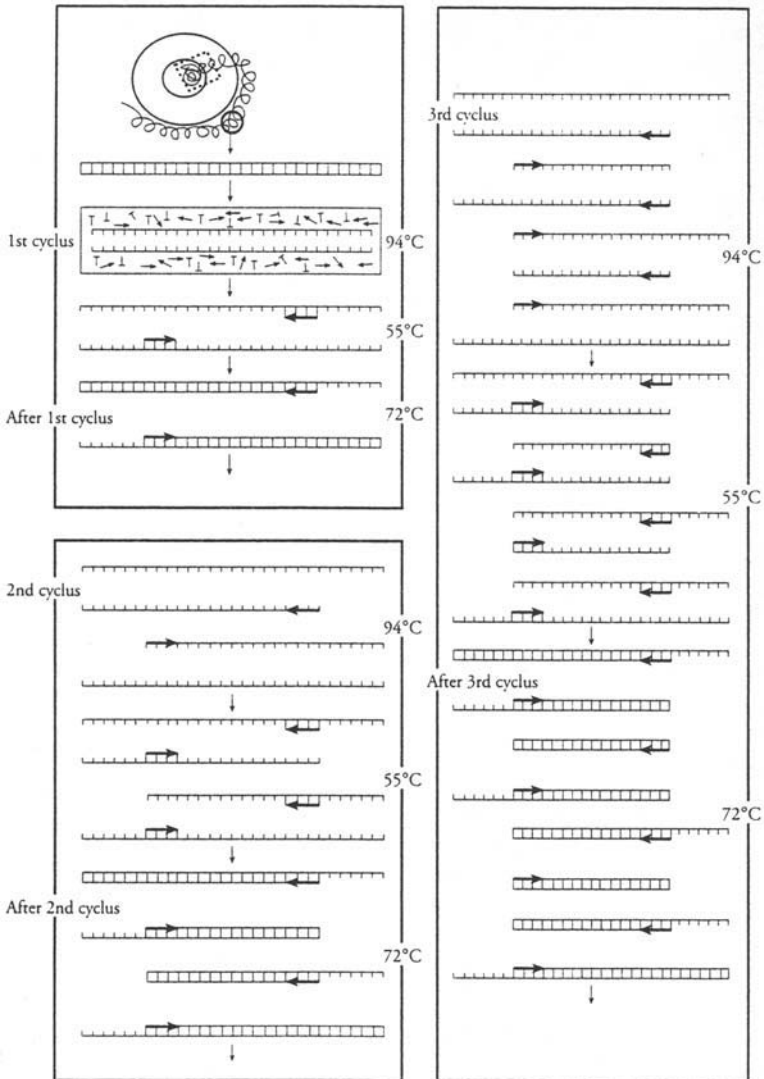 1st cyclus
94°C
55°C
After 1st cyclus
72°C
2nd cyclus
94°C
55°C
After 2nd cyclus
72°C
3rd cyclus
94°C
55°C
After 3rd cyclus
72°C